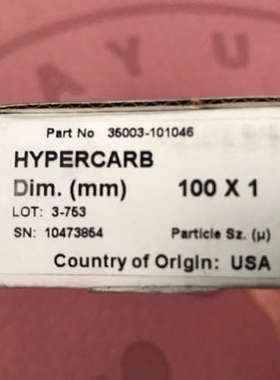 Part No 35003-101046
HYPERCARB
Dim. (mm) 100 X 1
LOT: 3-753
SN: 10473854 Particle Sz. (µ)
Country of Origin: USA